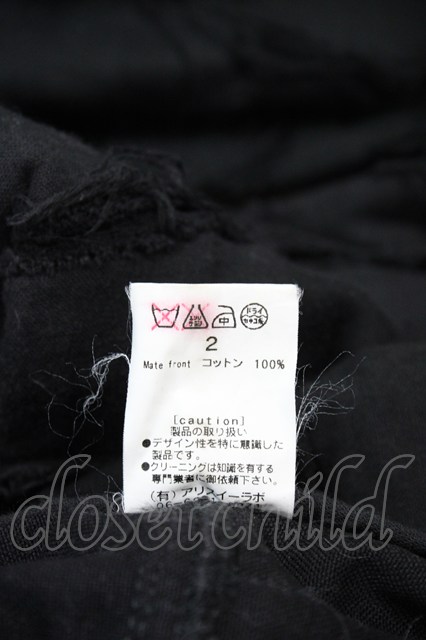 2
Mate front コットン 100%
[caution]
製品の取り扱い
●デザイン性を特に意識した
製品です。
●クリーニングは知識を有する
専門業者に御依頼下さい。
(有)アリスイーラボ
closet child